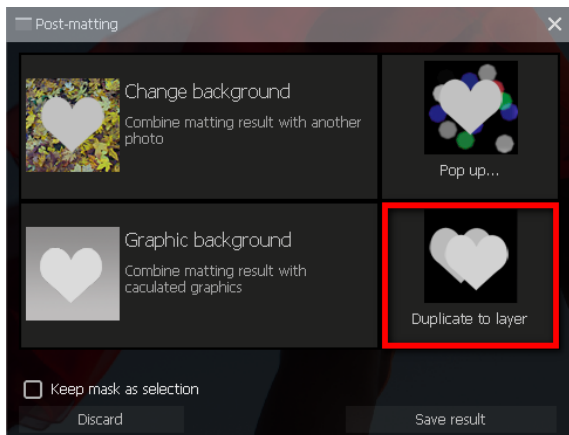 Post-matting
Change background
Combine matting result with another
photo
Pop up...
Graphic background
Combine matting result with
caculated graphics
Duplicate to layer
Keep mask as selection
Discard
Save result